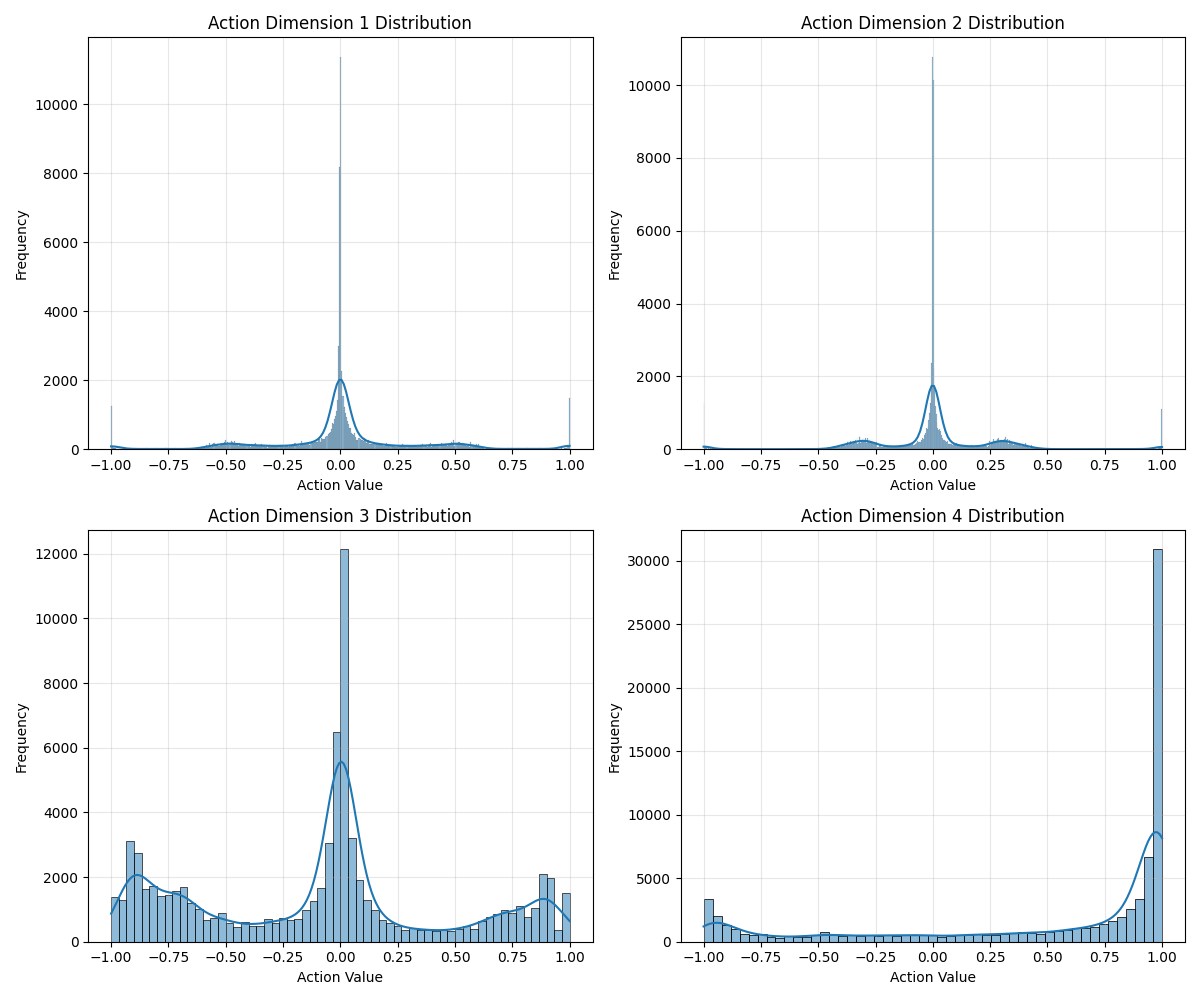 Action Dimension 1 Distribution
Frequency
10000
8000
6000
4000
2000
0
−1.00 −0.75 −0.50 −0.25 0.00 0.25 0.50 0.75 1.00
Action Value
Action Dimension 2 Distribution
Frequency
10000
8000
6000
4000
2000
0
−1.00 −0.75 −0.50 −0.25 0.00 0.25 0.50 0.75 1.00
Action Value
Action Dimension 3 Distribution
Frequency
12000
10000
8000
6000
4000
2000
0
−1.00 −0.75 −0.50 −0.25 0.00 0.25 0.50 0.75 1.00
Action Value
Action Dimension 4 Distribution
Frequency
30000
25000
20000
15000
10000
5000
0
−1.00 −0.75 −0.50 −0.25 0.00 0.25 0.50 0.75 1.00
Action Value